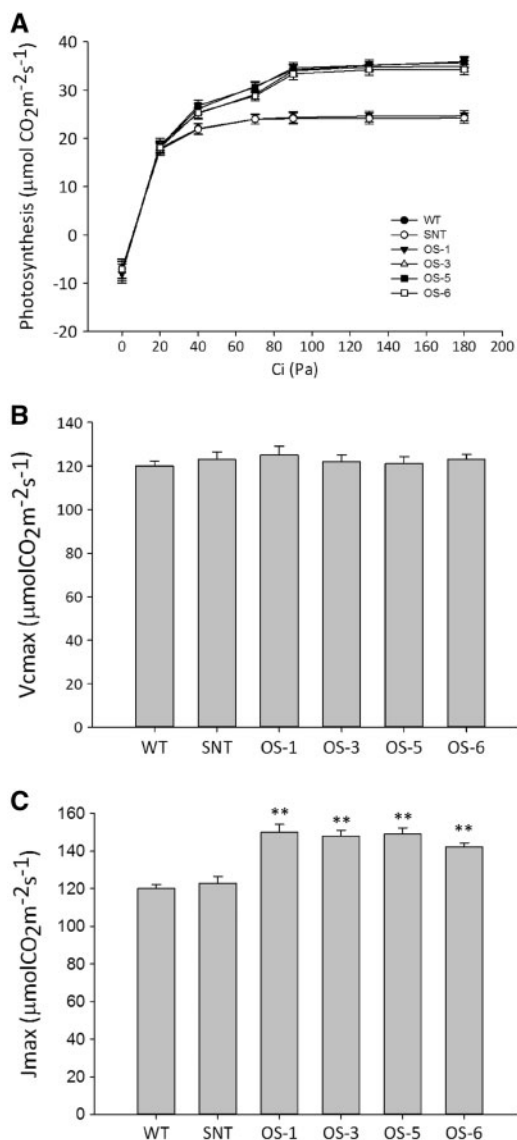 A
Photosynthesis (μmol CO₂m⁻²s⁻¹)
40
30
20
10
0
-10
-20
WT
SNT
OS-1
OS-3
OS-5
OS-6
0 20 40 60 80 100 120 140 160 180 200
Ci (Pa)
B
Vcmax (μmolCO₂m⁻²s⁻¹)
140
120
100
80
60
40
20
0
WT SNT OS-1 OS-3 OS-5 OS-6
C
Jmax (μmolCO₂m⁻²s⁻¹)
160
140
120
100
80
60
40
20
0
** ** ** **
WT SNT OS-1 OS-3 OS-5 OS-6